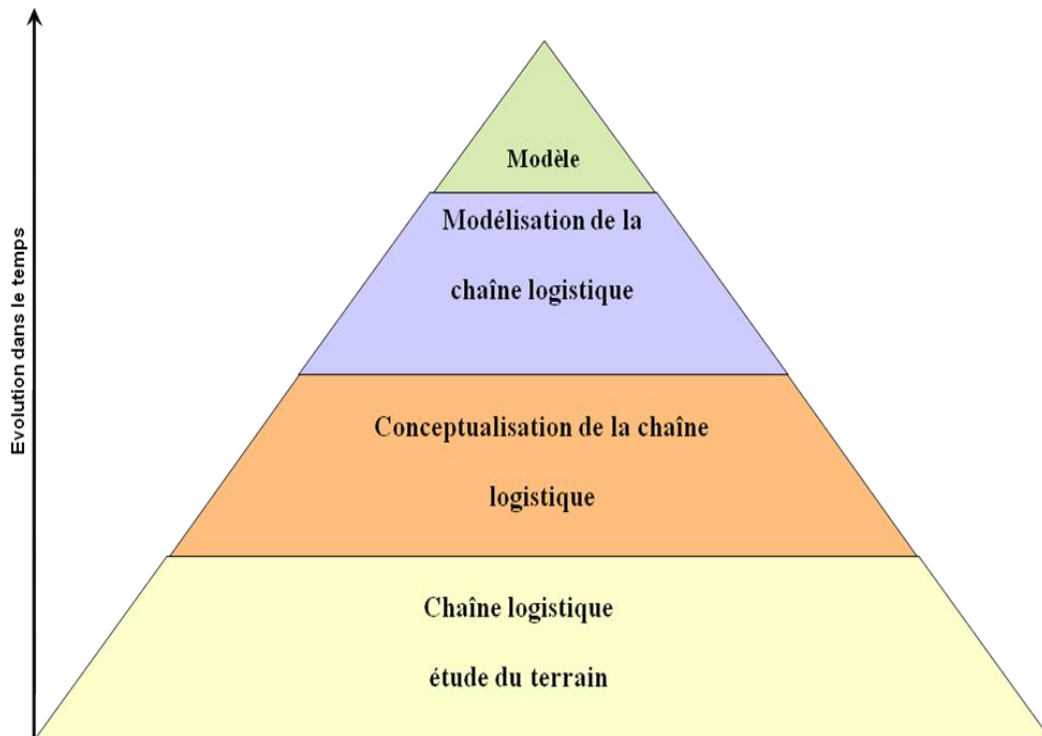 Evolution dans le temps
Modèle
Modélisation de la
chaîne logistique
Conceptualisation de la chaîne
logistique
Chaîne logistique
étude du terrain